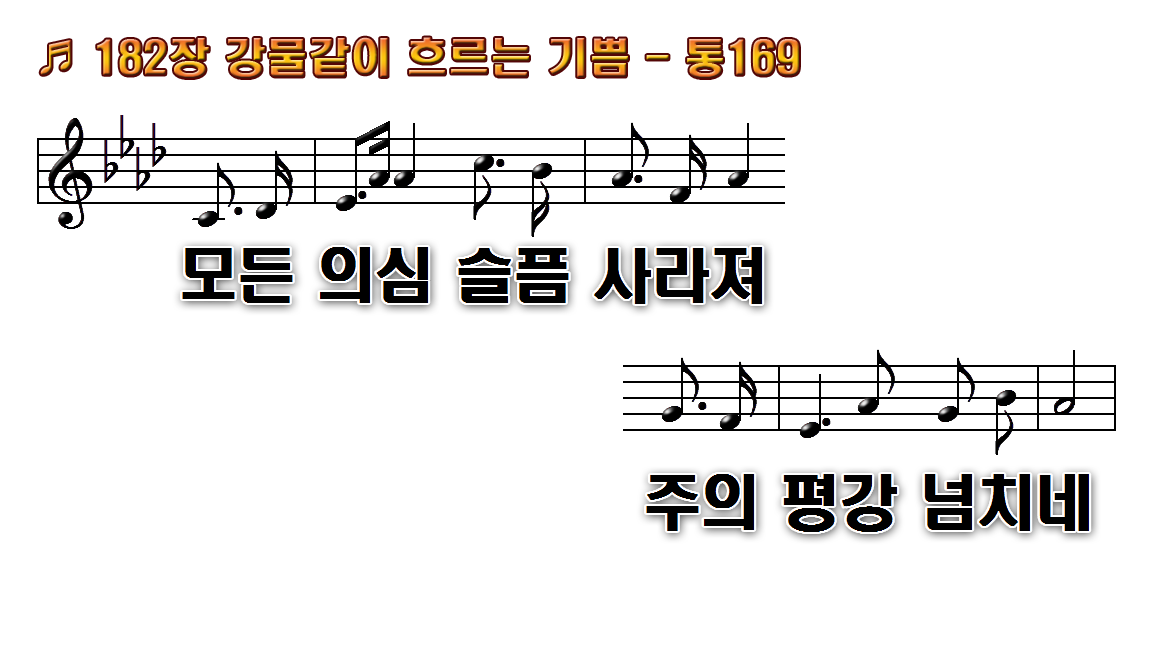 ♬ 182장 강물같이 흐르는 기쁨 - 통169
모든 의심 슬픔 사라져
주의 평강 넘치네